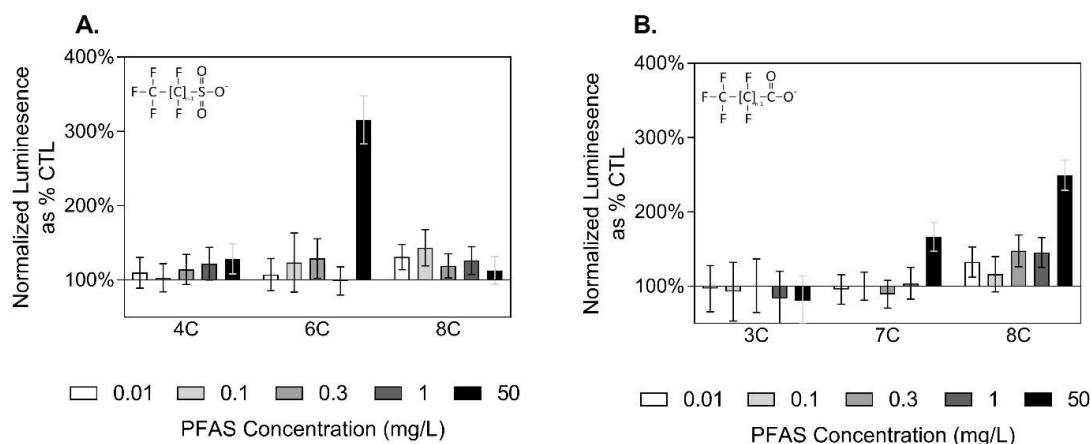 A.
400%
300%
200%
100%
Normalized Luminesence
as % CTL
F F O
F-C-[C]n-1-S-O-
F F O
4C 6C 8C
0.01 0.1 0.3 1 50
PFAS Concentration (mg/L)
B.
400%
300%
200%
100%
Normalized Luminesence
as % CTL
F F O
F-C-[C]n-1-C-O-
F F
3C 7C 8C
0.01 0.1 0.3 1 50
PFAS Concentration (mg/L)